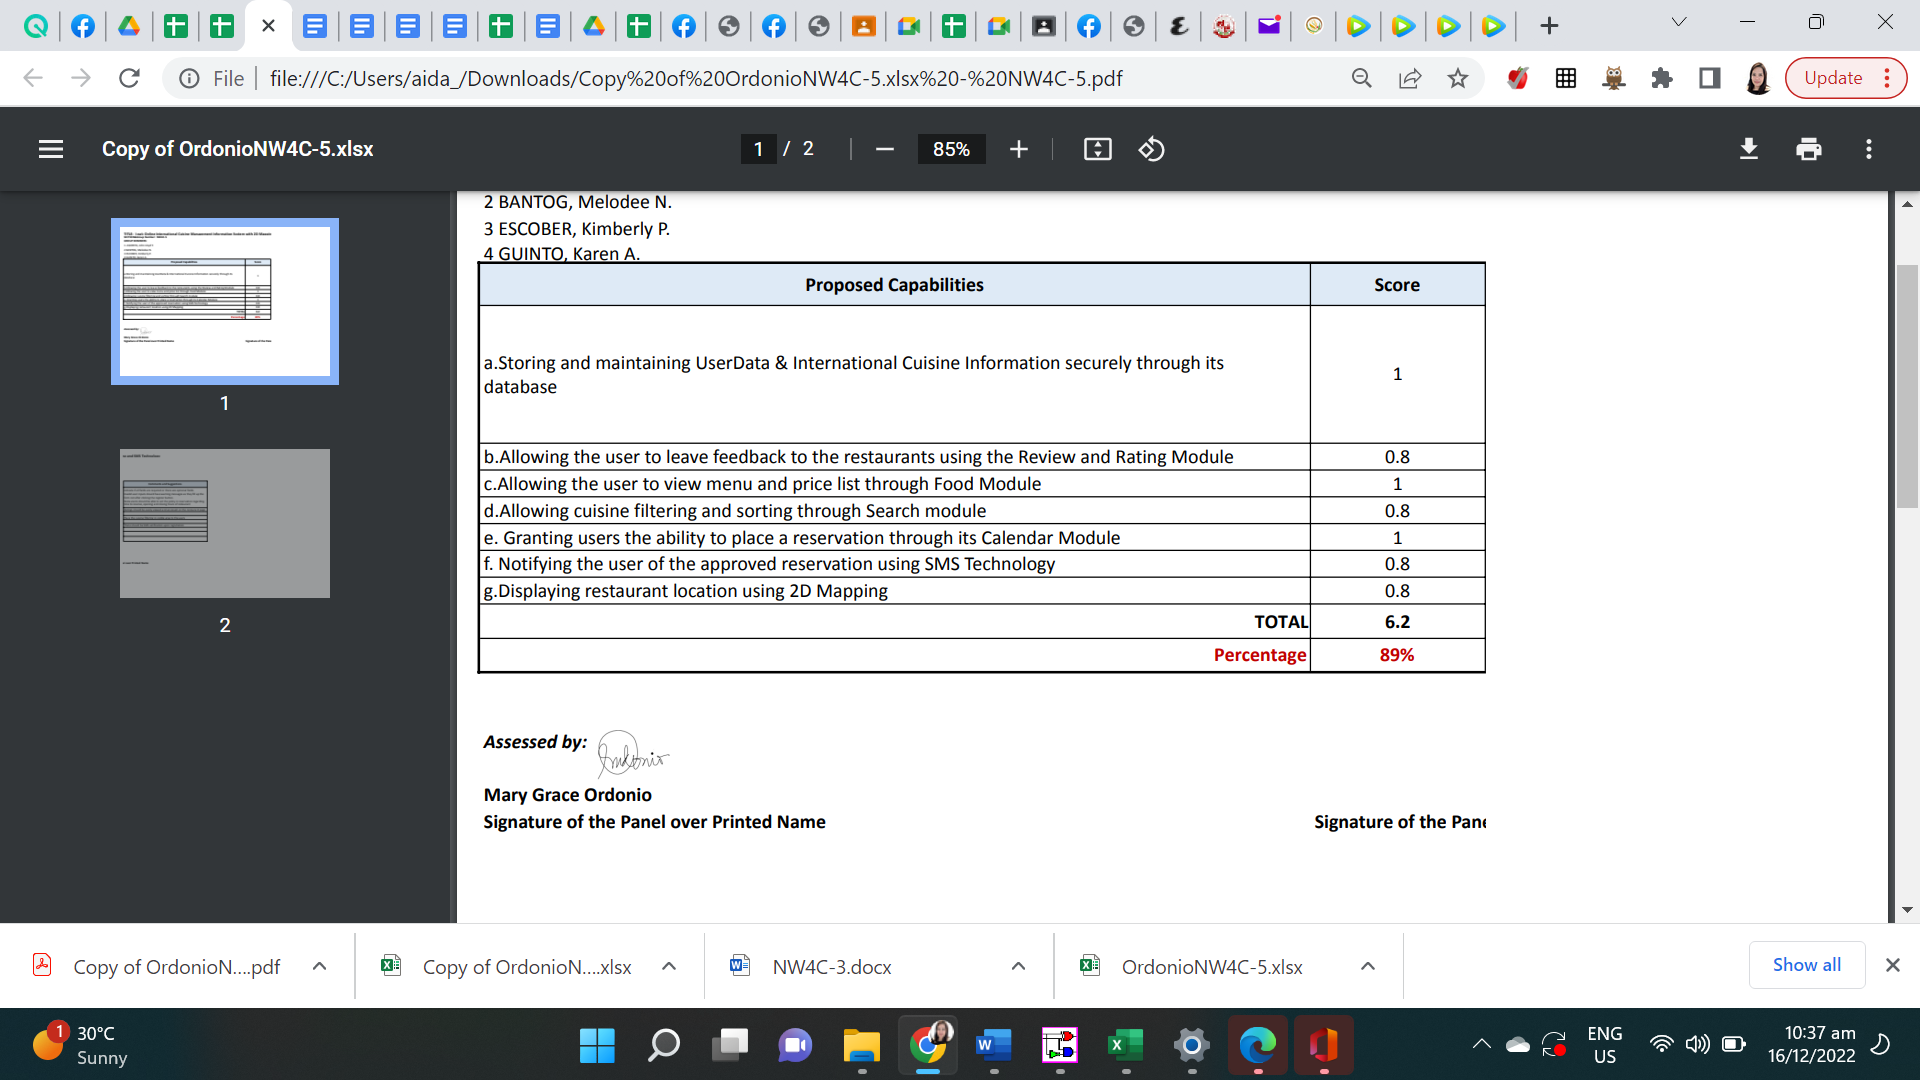 File
file:///C:/Users/aida_/Downloads/Copy%20of%20OrdonioNW4C-5.xlsx%20-%20NW4C-5.pdf
Update
Copy of OrdonioNW4C-5.xlsx
1 / 2
85%
1
2
2 BANTOG, Melodee N.
3 ESCOBER, Kimberly P.
4 GUINTO, Karen A.
Proposed Capabilities Score
a.Storing and maintaining UserData & International Cuisine Information securely through its
database 1
b.Allowing the user to leave feedback to the restaurants using the Review and Rating Module 0.8
c.Allowing the user to view menu and price list through Food Module 1
d.Allowing cuisine filtering and sorting through Search module 0.8
e. Granting users the ability to place a reservation through its Calendar Module 1
f. Notifying the user of the approved reservation using SMS Technology 0.8
g.Displaying restaurant location using 2D Mapping 0.8
TOTAL 6.2
Percentage 89%
Assessed by:
Mary Grace Ordonio
Signature of the Panel over Printed Name Signature of the Pane
Copy of OrdonioN....pdf
Copy of OrdonioN....xlsx
NW4C-3.docx
OrdonioNW4C-5.xlsx
Show all
1
30°C
Sunny
ENG
US
10:37 am
16/12/2022